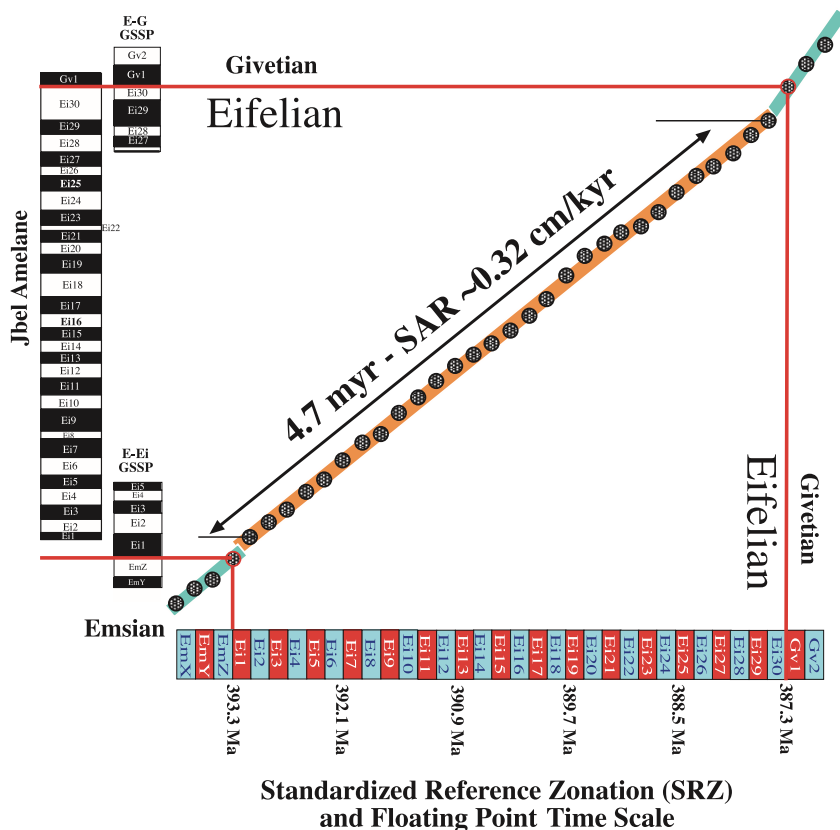 E-G
GSSP
Gv2
Gv1
Ei30
Ei29
Ei28
Ei27
Givetian
Eifelian
Jbel Amelane
Gv1
Ei30
Ei29
Ei28
Ei27
Ei26
Ei25
Ei24
Ei23
Ei22
Ei21
Ei20
Ei19
Ei18
Ei17
Ei16
Ei15
Ei14
Ei13
Ei12
Ei11
Ei10
Ei9
Ei8
Ei7
Ei6
Ei5
Ei4
Ei3
Ei2
Ei1
E-Ei
GSSP
Ei5
Ei4
Ei3
Ei2
Ei1
EmZ
EmY
4.7 myr - SAR ~0.32 cm/kyr
Eifelian
Givetian
Emsian
EmX
EmY
EmZ
Ei1
Ei2
Ei3
Ei4
Ei5
Ei6
Ei7
Ei8
Ei9
Ei10
Ei11
Ei12
Ei13
Ei14
Ei15
Ei16
Ei17
Ei18
Ei19
Ei20
Ei21
Ei22
Ei23
Ei24
Ei25
Ei26
Ei27
Ei28
Ei29
Ei30
Gv1
Gv2
393.3 Ma
392.1 Ma
390.9 Ma
389.7 Ma
388.5 Ma
387.3 Ma
Standardized Reference Zonation (SRZ)
and Floating Point Time Scale